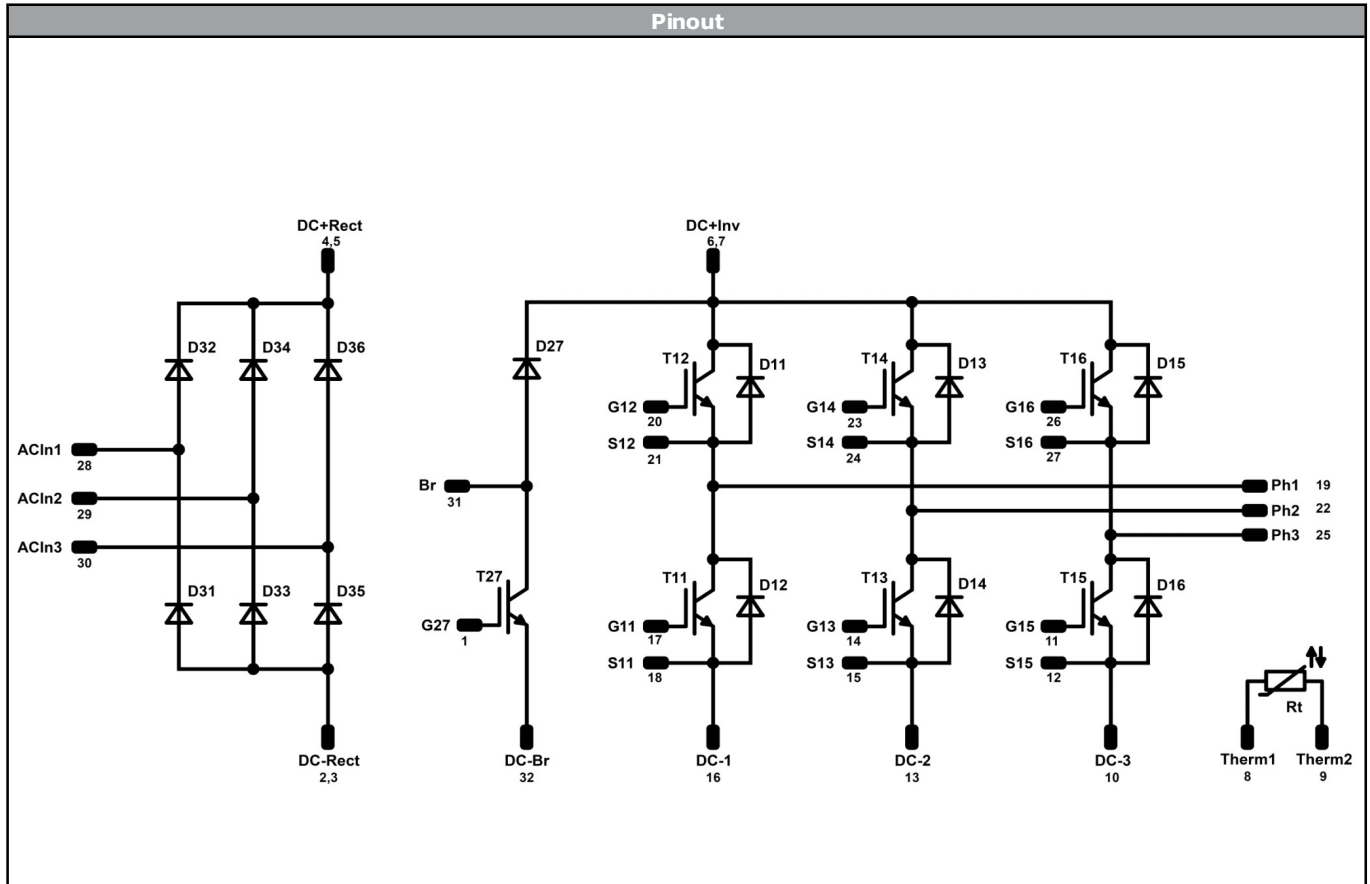 Pinout
DC+Rect
4,5
DC+Inv
6,7
D32
D34
D36
D27
T12
D11
T14
D13
T16
D15
G12
20
G14
23
G16
26
S12
21
S14
24
S16
27
ACIn1
28
ACIn2
29
ACIn3
30
Br
31
Ph1 19
Ph2 22
Ph3 25
D31
D33
D35
T27
G27
1
T11
D12
T13
D14
T15
D16
G11
17
G13
14
G15
11
S11
18
S13
15
S15
12
Rt
DC-Rect
2,3
DC-Br
32
DC-1
16
DC-2
13
DC-3
10
Therm1
8
Therm2
9